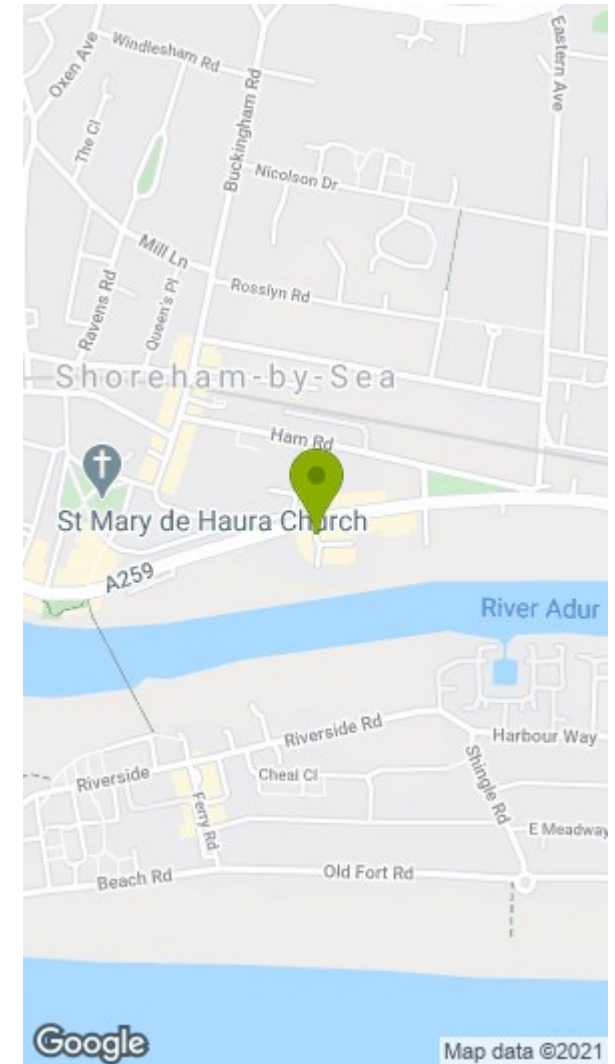 Windlesham Rd
Oxen Ave
Eastern Ave
Buckingham Rd
The Cl
Nicolson Dr
Mill Ln
Ravens Rd
Queen's Pl
Rosslyn Rd
Shoreham-by-Sea
Ham Rd
St Mary de Haura Church
A259
River Adur
Riverside Rd
Harbour Way
Riverside
Cheal Cl
Shingle Rd
Ferry Rd
E Meadway
Beach Rd
Old Fort Rd
Google
Map data ©2021